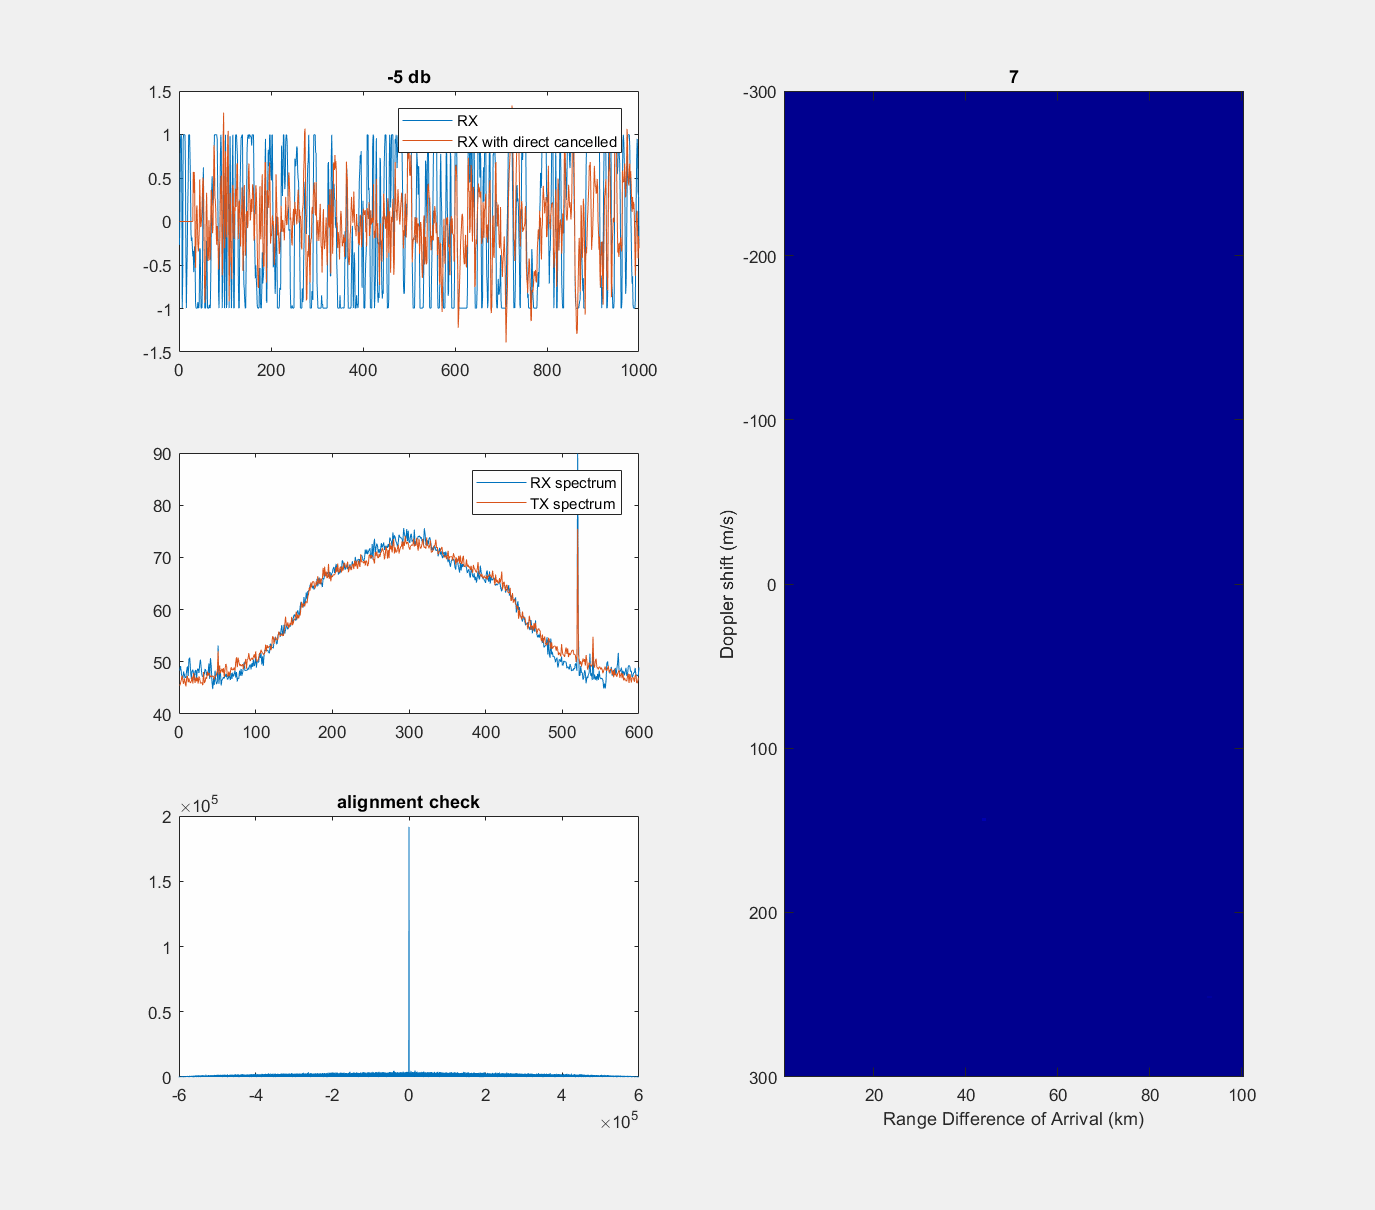 -5 db
1.5
1
0.5
0
-0.5
-1
-1.5
0 200 400 600 800 1000
RX
RX with direct cancelled
90
80
70
60
50
40
0 100 200 300 400 500 600
RX spectrum
TX spectrum
alignment check
×10^5
2
1.5
1
0.5
0
-6 -4 -2 0 2 4 6
×10^5
7
-300
-200
-100
0
100
200
300
Doppler shift (m/s)
20 40 60 80 100
Range Difference of Arrival (km)